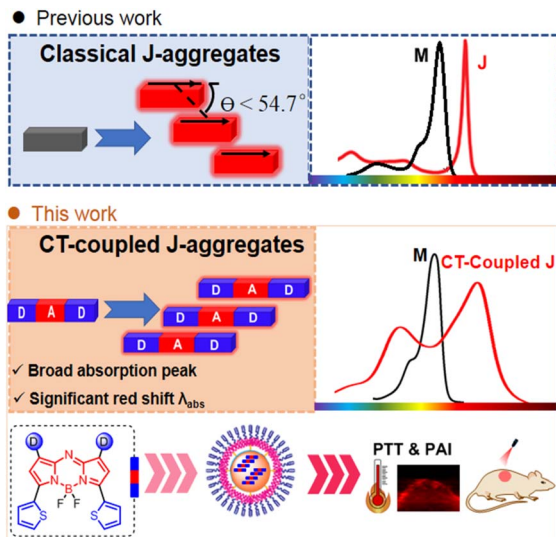 ● Previous work
Classical J-aggregates
ϴ < 54.7°
M
J
● This work
CT-coupled J-aggregates
D A D
D A D
D A D
D A D
✓ Broad absorption peak
✓ Significant red shift λabs
M
CT-Coupled J
D
D
N
N
N
B
F
F
S
S
PTT & PAI